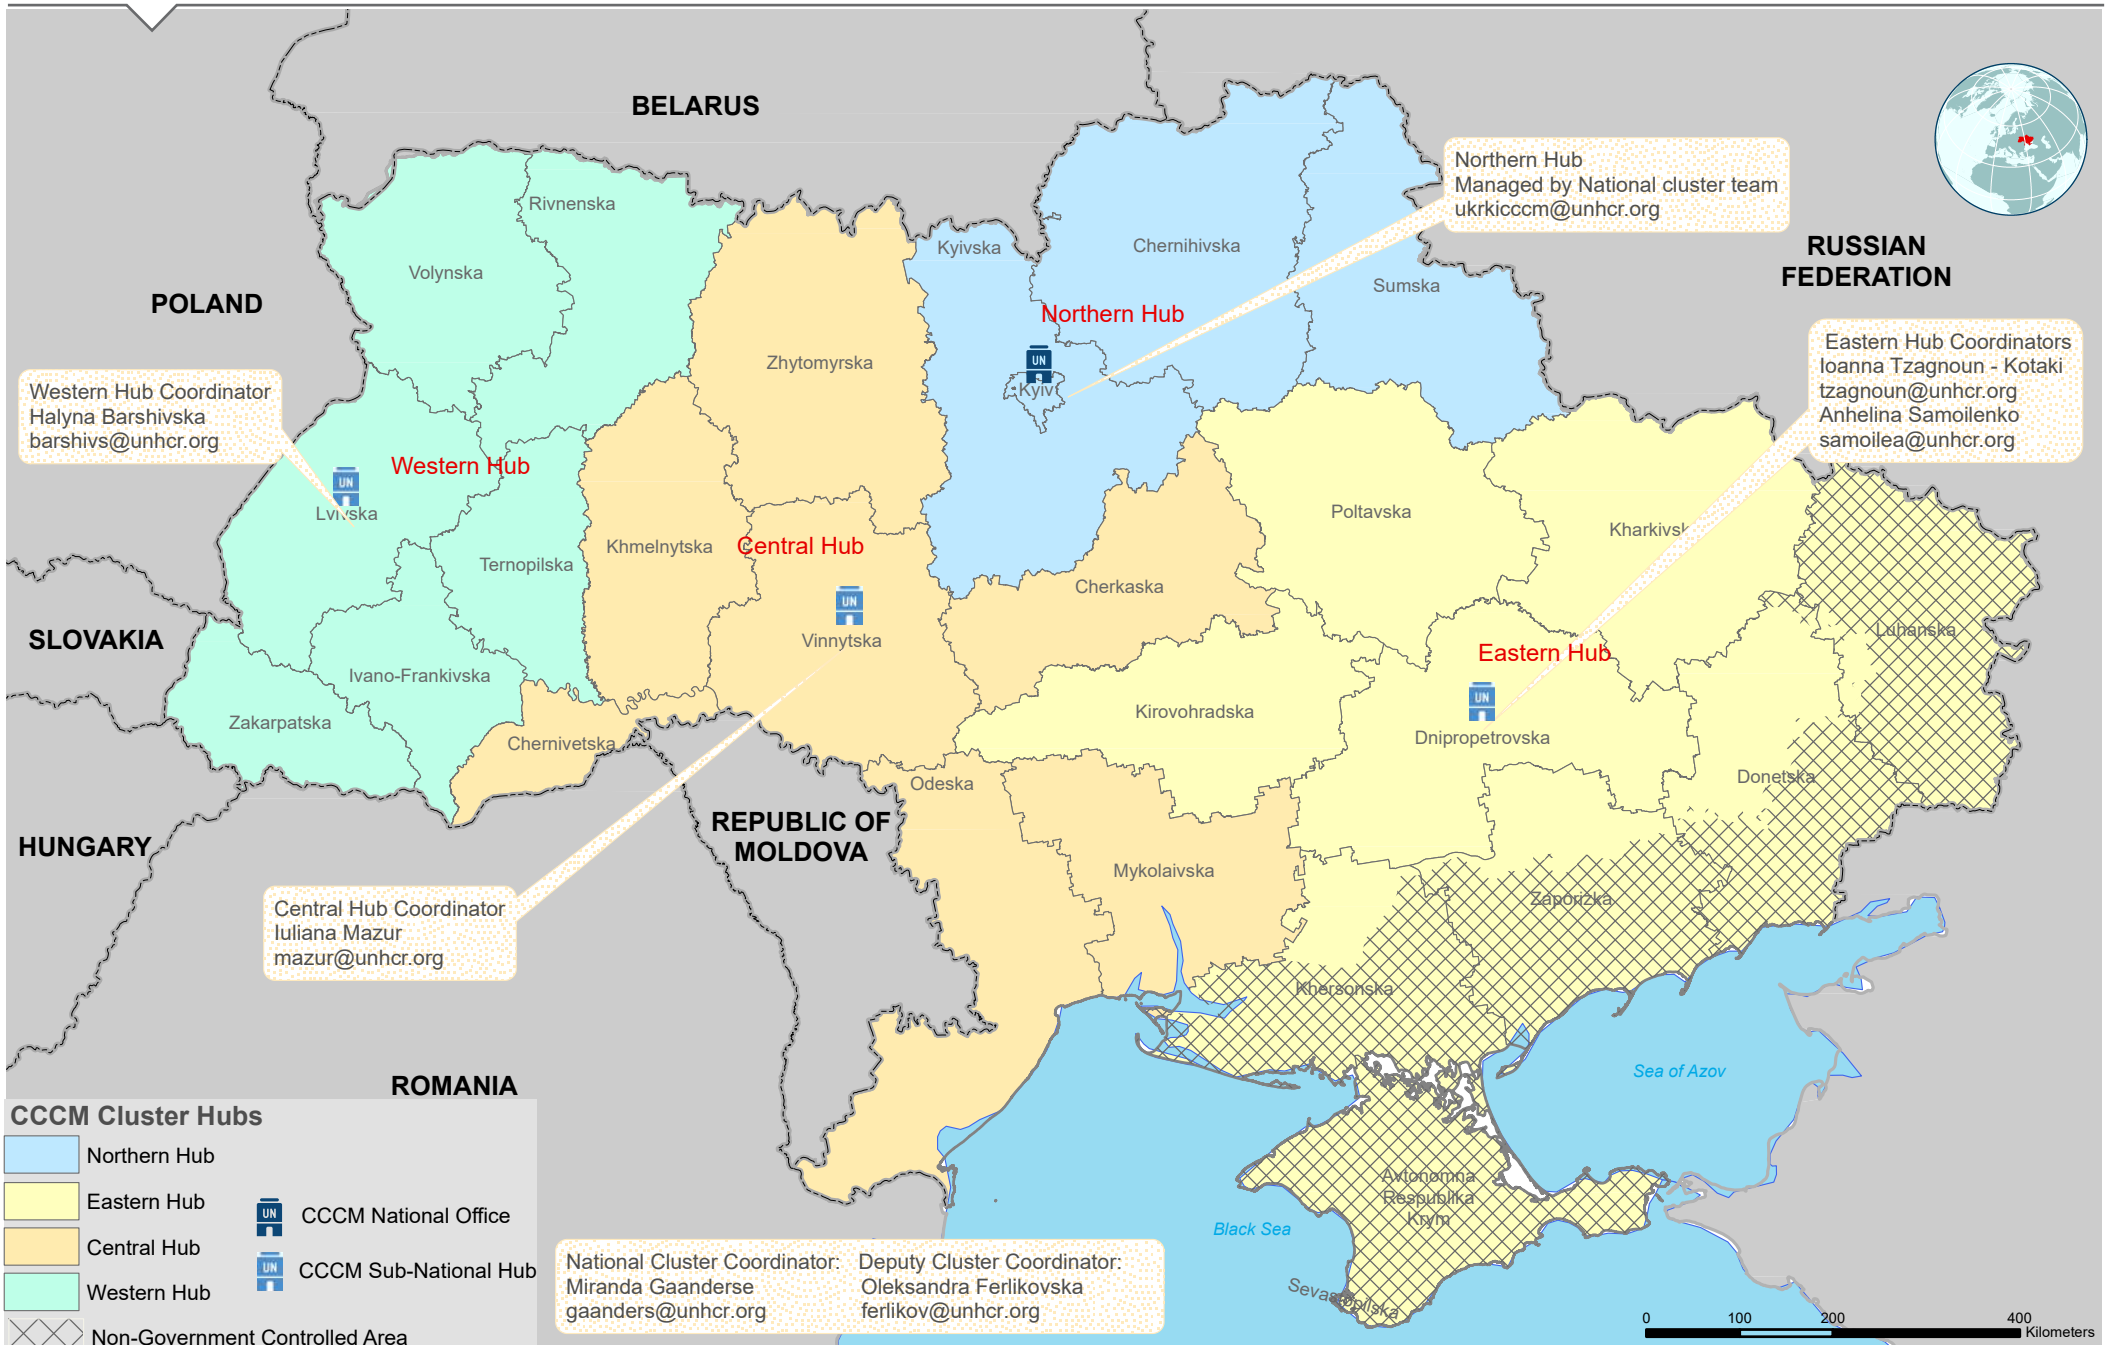 BELARUS
Northern Hub
Managed by National cluster team
ukrkicccm@unhcr.org
Rivnenska
Kyivska
Chernihivska
RUSSIAN
FEDERATION
Volynska
Sumska
POLAND
Northern Hub
Zhytomyrska
UN
Kyiv
Eastern Hub Coordinators
Ioanna Tzagnoun - Kotaki
tzagnoun@unhcr.org
Anhelina Samoilenko
samoilea@unhcr.org
Western Hub Coordinator
Halyna Barshivska
barshivs@unhcr.org
Western Hub
UN
Lvivska
Poltavska
Kharkivsk
Khmelnytska
Central Hub
Ternopilska
Cherkaska
UN
Vinnytska
SLOVAKIA
Luhanska
Eastern Hub
Ivano-Frankivska
UN
Zakarpatska
Kirovohradska
Chernivetska
Dnipropetrovska
Odeska
Donetska
HUNGARY
REPUBLIC OF
MOLDOVA
Mykolaivska
Zaporizka
Central Hub Coordinator
Iuliana Mazur
mazur@unhcr.org
Khersonska
Sea of Azov
ROMANIA
Avtonomna
Respublika
Krym
Black Sea
Sevastopilska
CCCM Cluster Hubs
Northern Hub
Eastern Hub
Central Hub
Western Hub
Non-Government Controlled Area
UN
CCCM National Office
UN
CCCM Sub-National Hub
National Cluster Coordinator:
Miranda Gaanderse
gaanders@unhcr.org
Deputy Cluster Coordinator:
Oleksandra Ferlikovska
ferlikov@unhcr.org
0 100 200 400
Kilometers